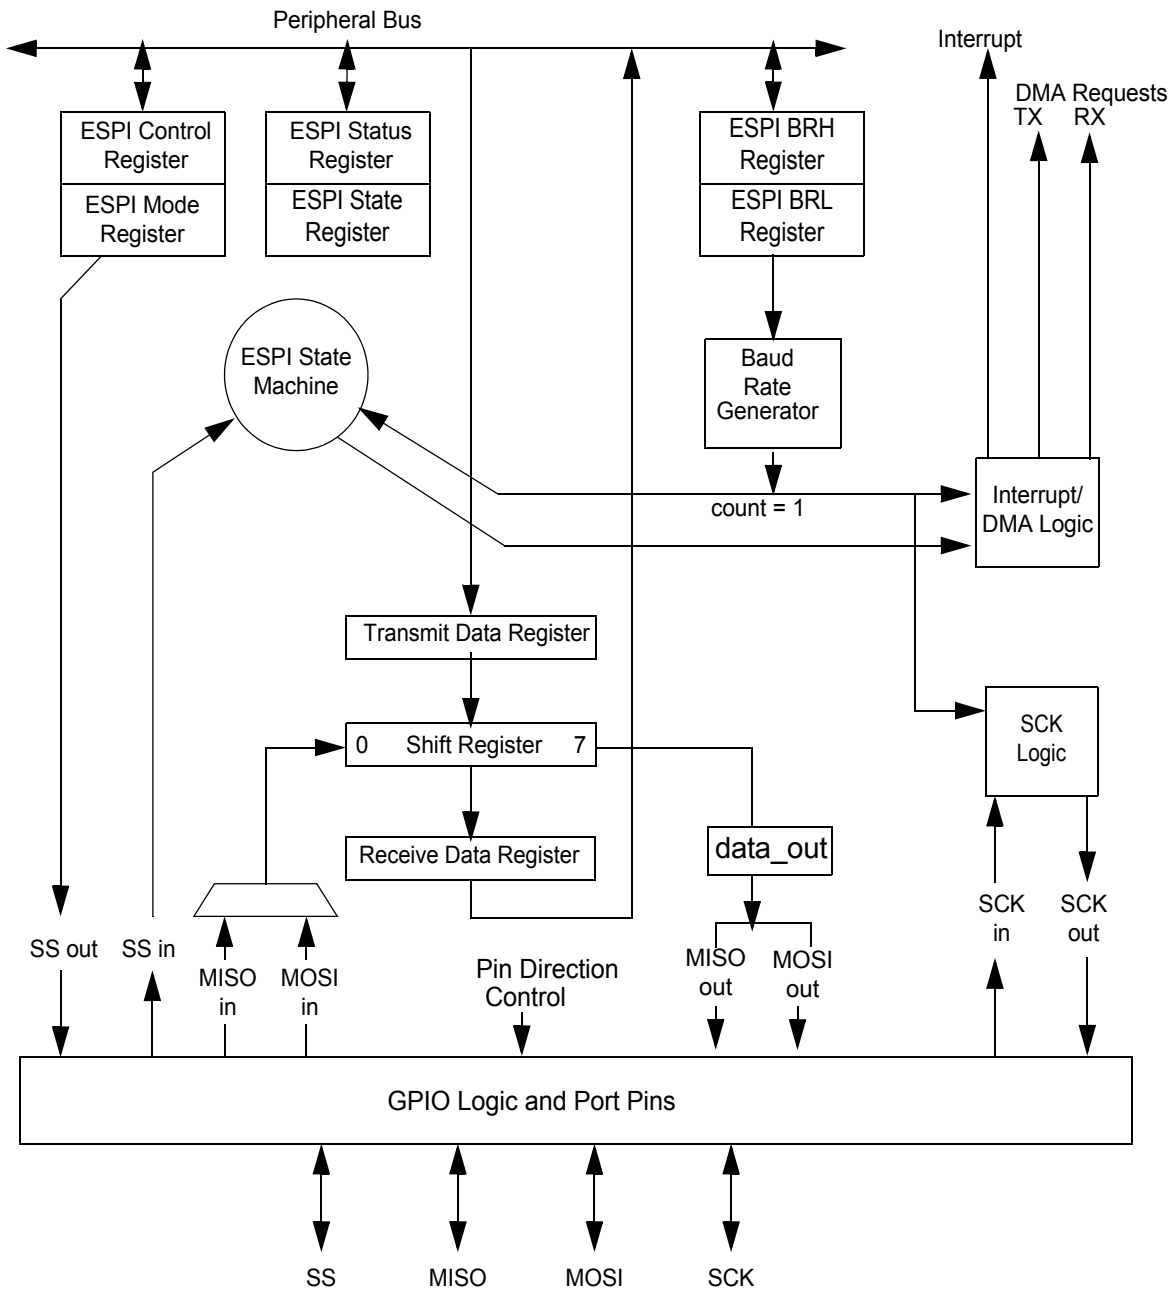 Peripheral Bus
Interrupt
DMA Requests
TX RX
ESPI Control
Register
ESPI Mode
Register
ESPI Status
Register
ESPI State
Register
ESPI BRH
Register
ESPI BRL
Register
ESPI State
Machine
Baud
Rate
Generator
count = 1
Interrupt/
DMA Logic
Transmit Data Register
0 Shift Register 7
SCK
Logic
Receive Data Register
data_out
SS out
SS in
MISO
in
MOSI
in
Pin Direction
Control
MISO
out
MOSI
out
SCK
in
SCK
out
GPIO Logic and Port Pins
SS
MISO
MOSI
SCK